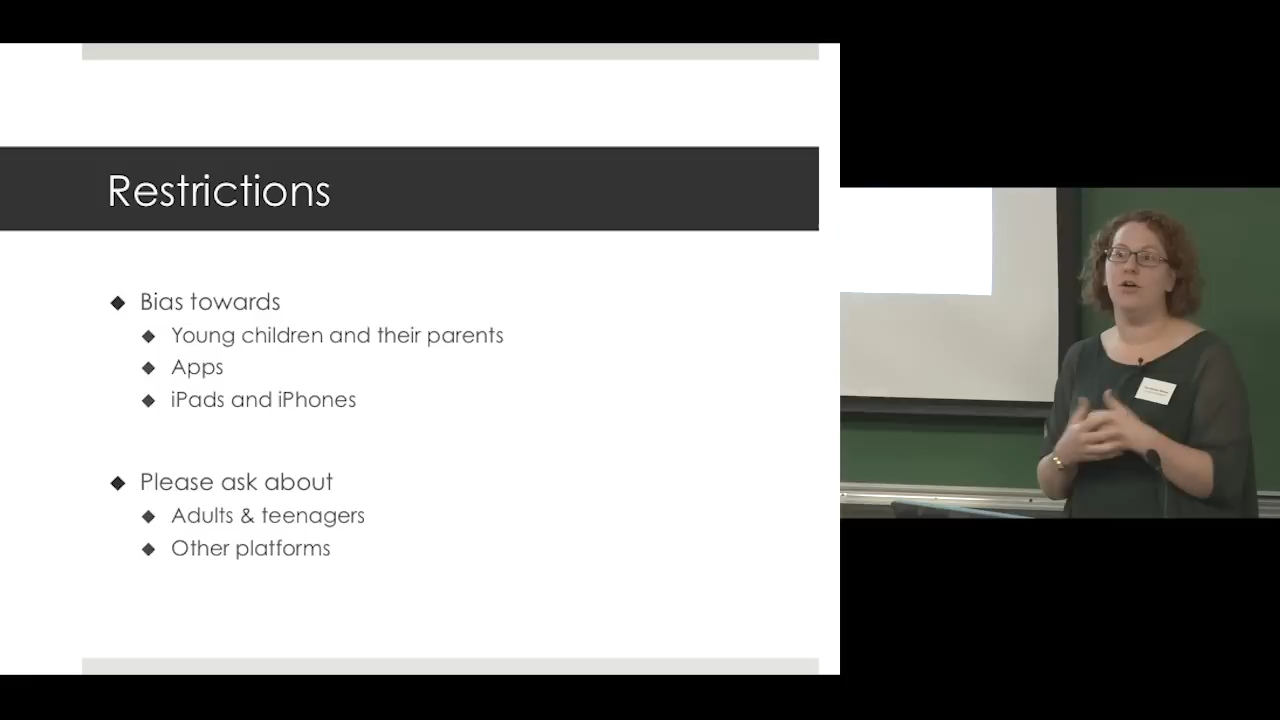 Restrictions
Bias towards
Young children and their parents
Apps
iPads and iPhones
Please ask about
Adults & teenagers
Other platforms